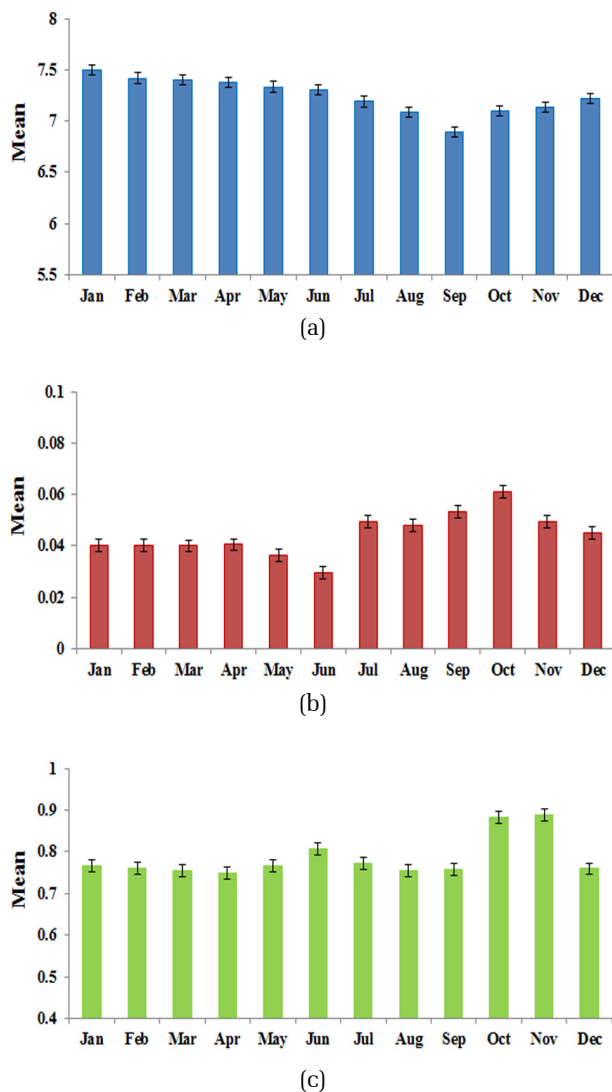 8
7.5
7
6.5
6
5.5
Mean
Jan Feb Mar Apr May Jun Jul Aug Sep Oct Nov Dec
(a)
0.1
0.08
0.06
0.04
0.02
0
Mean
Jan Feb Mar Apr May Jun Jul Aug Sep Oct Nov Dec
(b)
1
0.9
0.8
0.7
0.6
0.5
0.4
Mean
Jan Feb Mar Apr May Jun Jul Aug Sep Oct Nov Dec
(c)